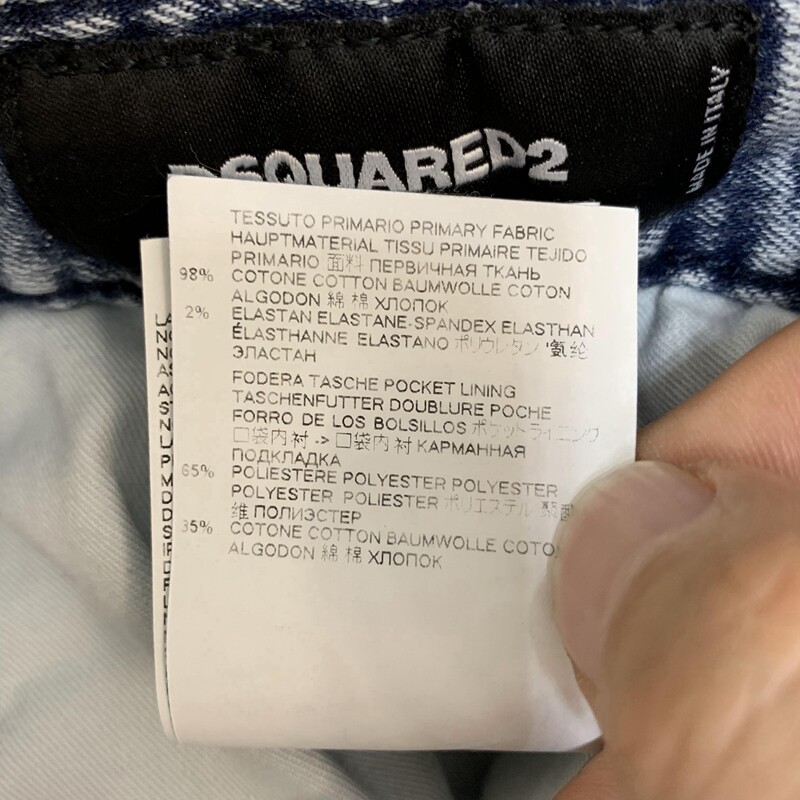 DSQUARED2
MADE IN ITALY
TESSUTO PRIMARIO PRIMARY FABRIC
HAUPTMATERIAL TISSU PRIMAIRE TEJIDO
PRIMARIO 面料 ПЕРВИЧНАЯ ТКАНЬ
98% COTONE COTTON BAUMWOLLE COTON
ALGODON 綿 棉 ХЛОПОК
2% ELASTAN ELASTANE-SPANDEX ELASTHAN
ÉLASTHANNE ELASTANO ポリウレタン '氨纶
ЭЛАСТАН
FODERA TASCHE POCKET LINING
TASCHENFUTTER DOUBLURE POCHE
FORRO DE LOS BOLSILLOS ポケットライニング
口袋内衬 -> 口袋内 衬 КАРМАННАЯ
ПОДКЛАДКА
65% POLIESTERE POLYESTER POLYESTER
POLYESTER POLIESTER ポリエステル 聚酯
维 ПОЛИЭСТЕР
35% COTONE COTTON BAUMWOLLE COTON
ALGODON 綿 棉 ХЛОПОК